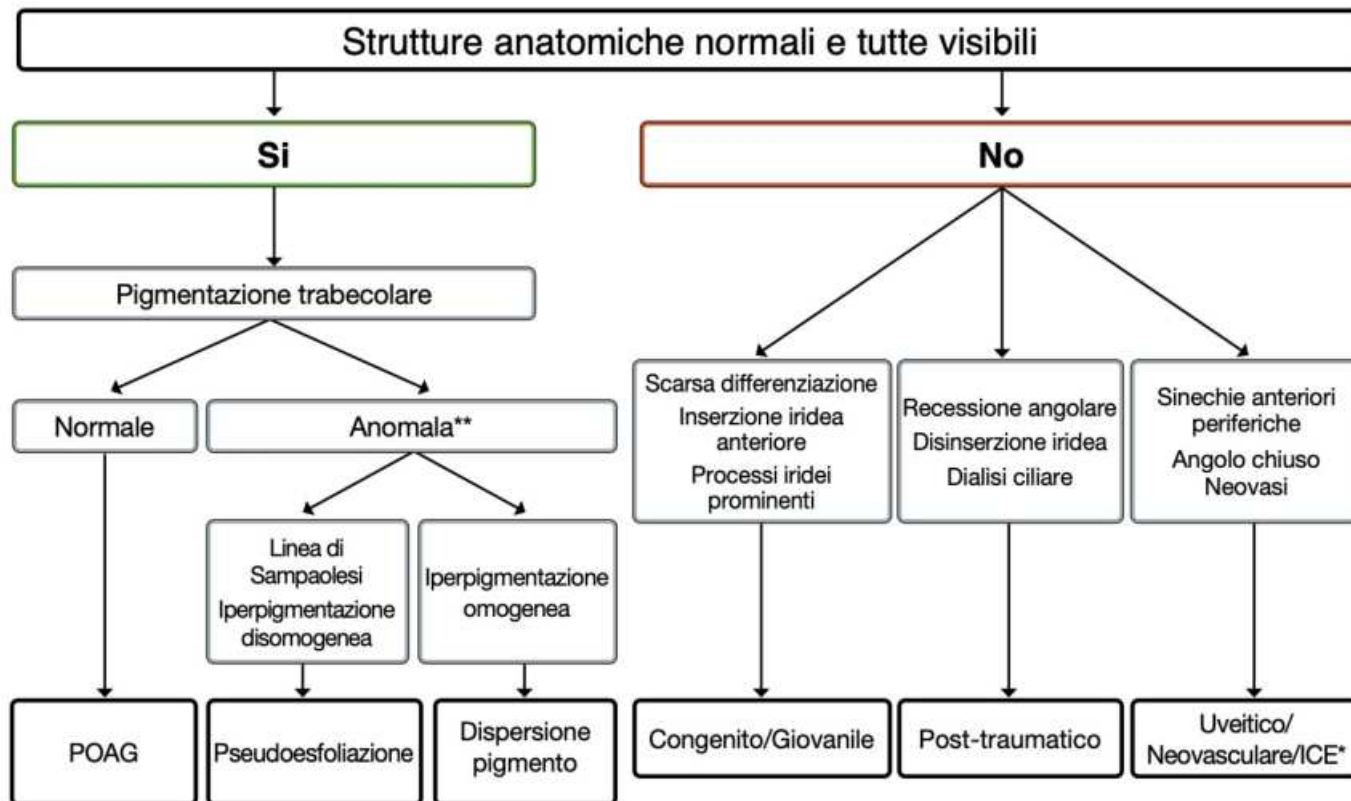 Strutture anatomiche normali e tutte visibili
Si
No
Pigmentazione trabecolare
Normale
Anomala**
Scarsa differenziazione
Inserzione iridea
anteriore
Processi iridei
prominenti
Recessione angolare
Disinserzione iridea
Dialisi ciliare
Sinechie anteriori
periferiche
Angolo chiuso
Neovasi
Linea di
Sampaolesi
Iperpigmentazione
disomogenea
Iperpigmentazione
omogenea
POAG
Pseudoesfoliazione
Dispersione
pigmento
Congenito/Giovanile
Post-traumatico
Uveitico/
Neovasculare/ICE*